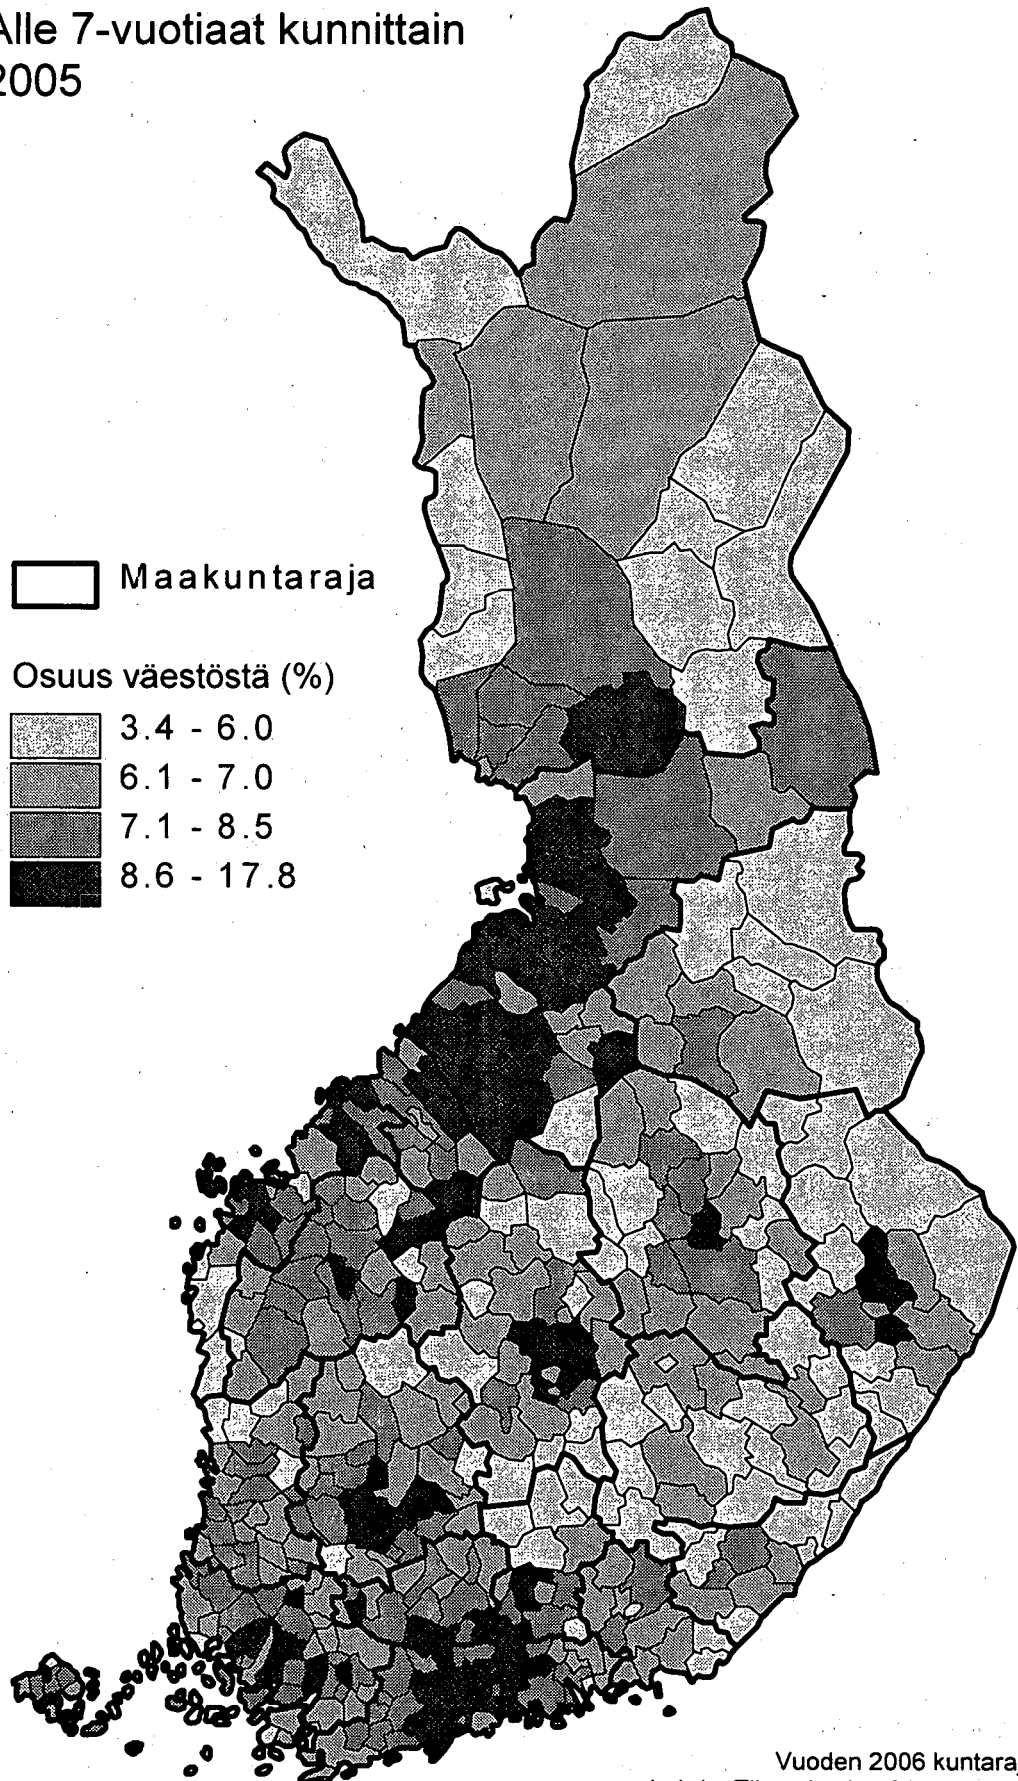 Alle 7-vuotiaat kunnittain
2005
Maakuntaraja
Osuus väestöstä (%)
3.4 - 6.0
6.1 - 7.0
7.1 - 8.5
8.6 - 17.8
Vuoden 2006